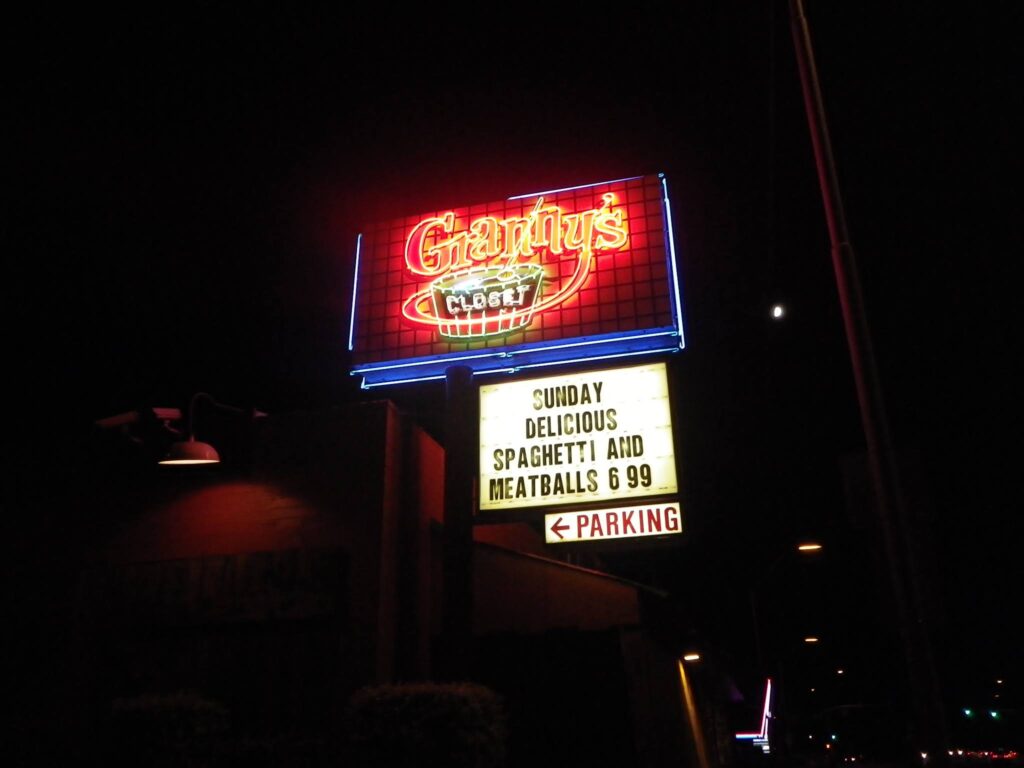 Granny's
CLOSET
SUNDAY
DELICIOUS
SPAGHETTI AND
MEATBALLS 6 99
← PARKING